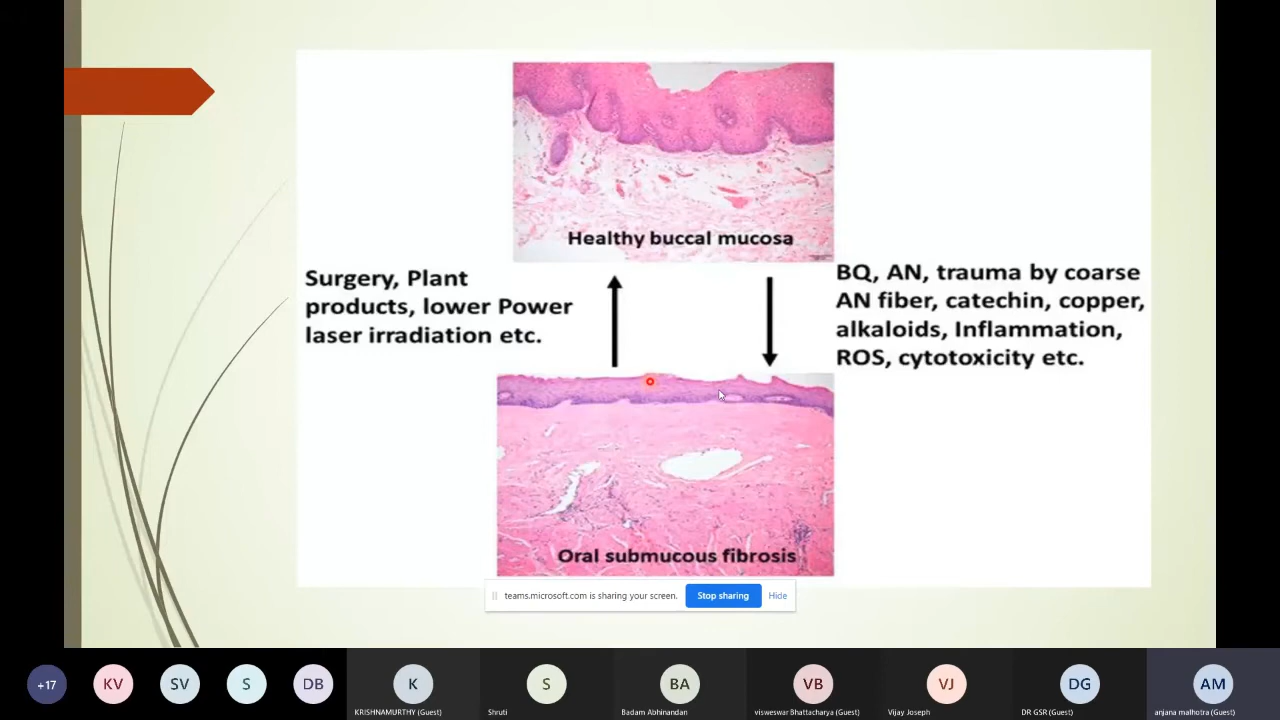 Healthy buccal mucosa
Surgery, Plant
products, lower Power
laser irradiation etc.
BQ, AN, trauma by coarse
AN fiber, catechin, copper,
alkaloids, Inflammation,
ROS, cytotoxicity etc.
Oral submucous fibrosis
teams.microsoft.com is sharing your screen.
Stop sharing
Hide
+17
KV
SV
S
DB
K
KRISHNAMURTHY (Guest)
S
Shruti
BA
Badam Abhinandan
VB
visweswar Bhattacharya (Guest)
VJ
Vijay Joseph
DG
DR GSR (Guest)
AM
anjana malhotra (Guest)